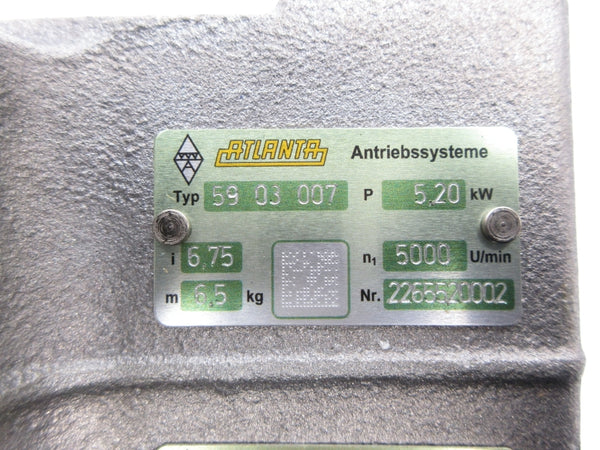 ATLANTA Antriebssysteme
Typ 59 03 007 P 5,20 kW
i 6,75 n₁ 5000 U/min
m 6,5 kg Nr. 2265520002